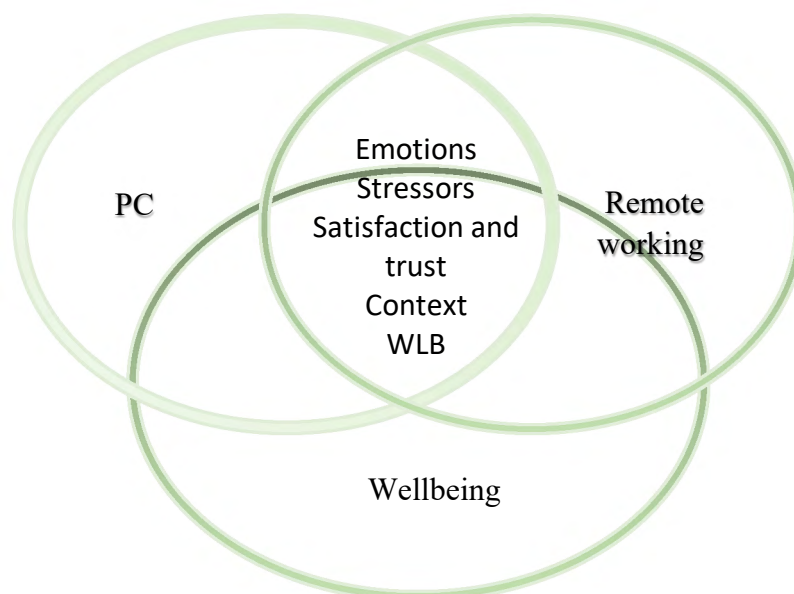 Emotions
Stressors
Satisfaction and
trust
Context
WLB
PC
Remote
working
Wellbeing